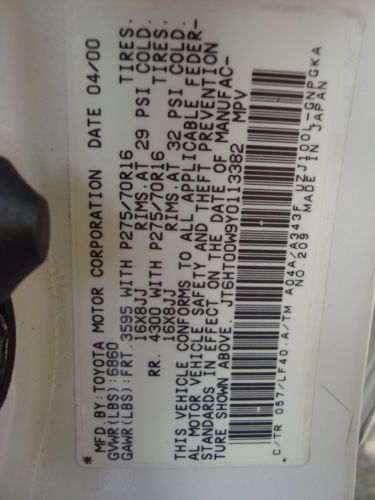 * MFD BY:TOYOTA MOTOR CORPORATION DATE 04/00
GVWR(LBS):6860
GAWR(LBS):FRT 3595 WITH P275/70R16 TIRES.
16X8JJ RIMS.AT 29 PSI COLD.
RR. 4300 WITH P275/70R16 TIRES.
16X8JJ RIMS.AT 32 PSI COLD.
THIS VEHICLE CONFORMS TO ALL APPLICABLE FEDER-
AL MOTOR VEHICLE SAFETY AND THEFT PREVENTION
STANDARDS IN EFFECT ON THE DATE OF MANUFAC-
TURE SHOWN ABOVE. JT6HT00W9Y0113382 MPV
*
C/TR 057/LF40.A/TM A04A/A343F UZJ100L-GNPGKA
NO.209 MADE IN JAPAN